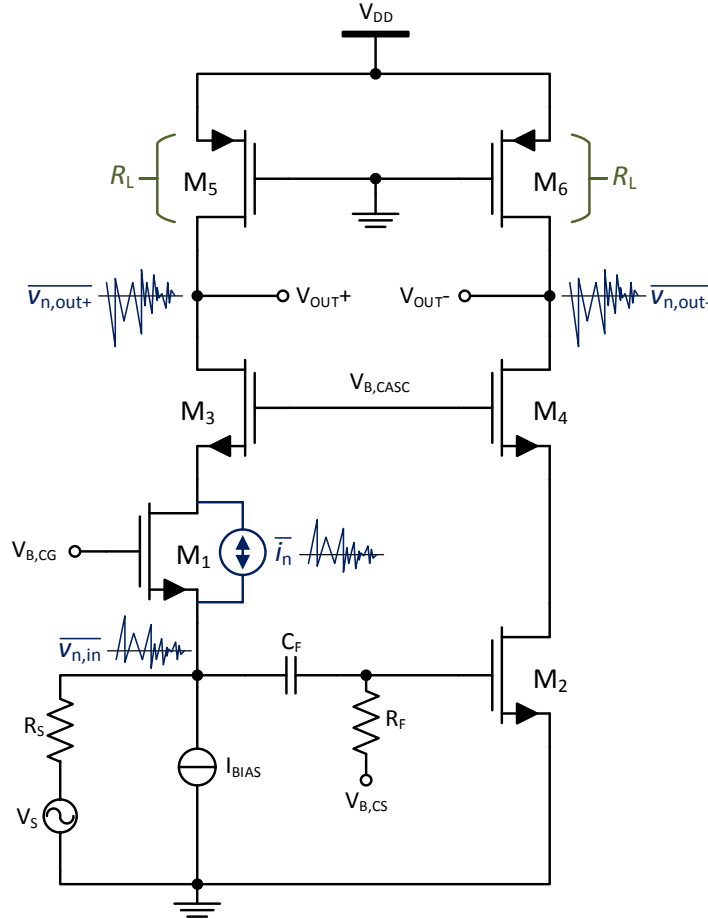 VDD
RL
M5
M6
RL
vn,out+
VOUT+
VOUT-
vn,out-
VB,CASC
M3
M4
VB,CG
M1
in
vn,in
CF
M2
RS
RF
IBIAS
VB,CS
VS